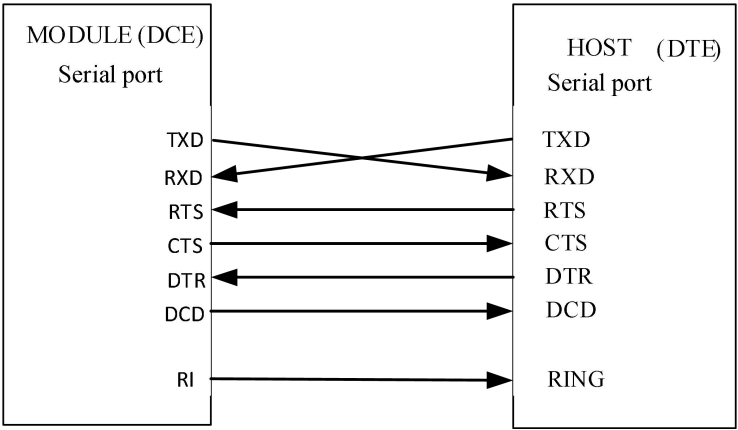 MODULE (DCE)
Serial port
TXD
RXD
RTS
CTS
DTR
DCD
RI
HOST (DTE)
Serial port
TXD
RXD
RTS
CTS
DTR
DCD
RING